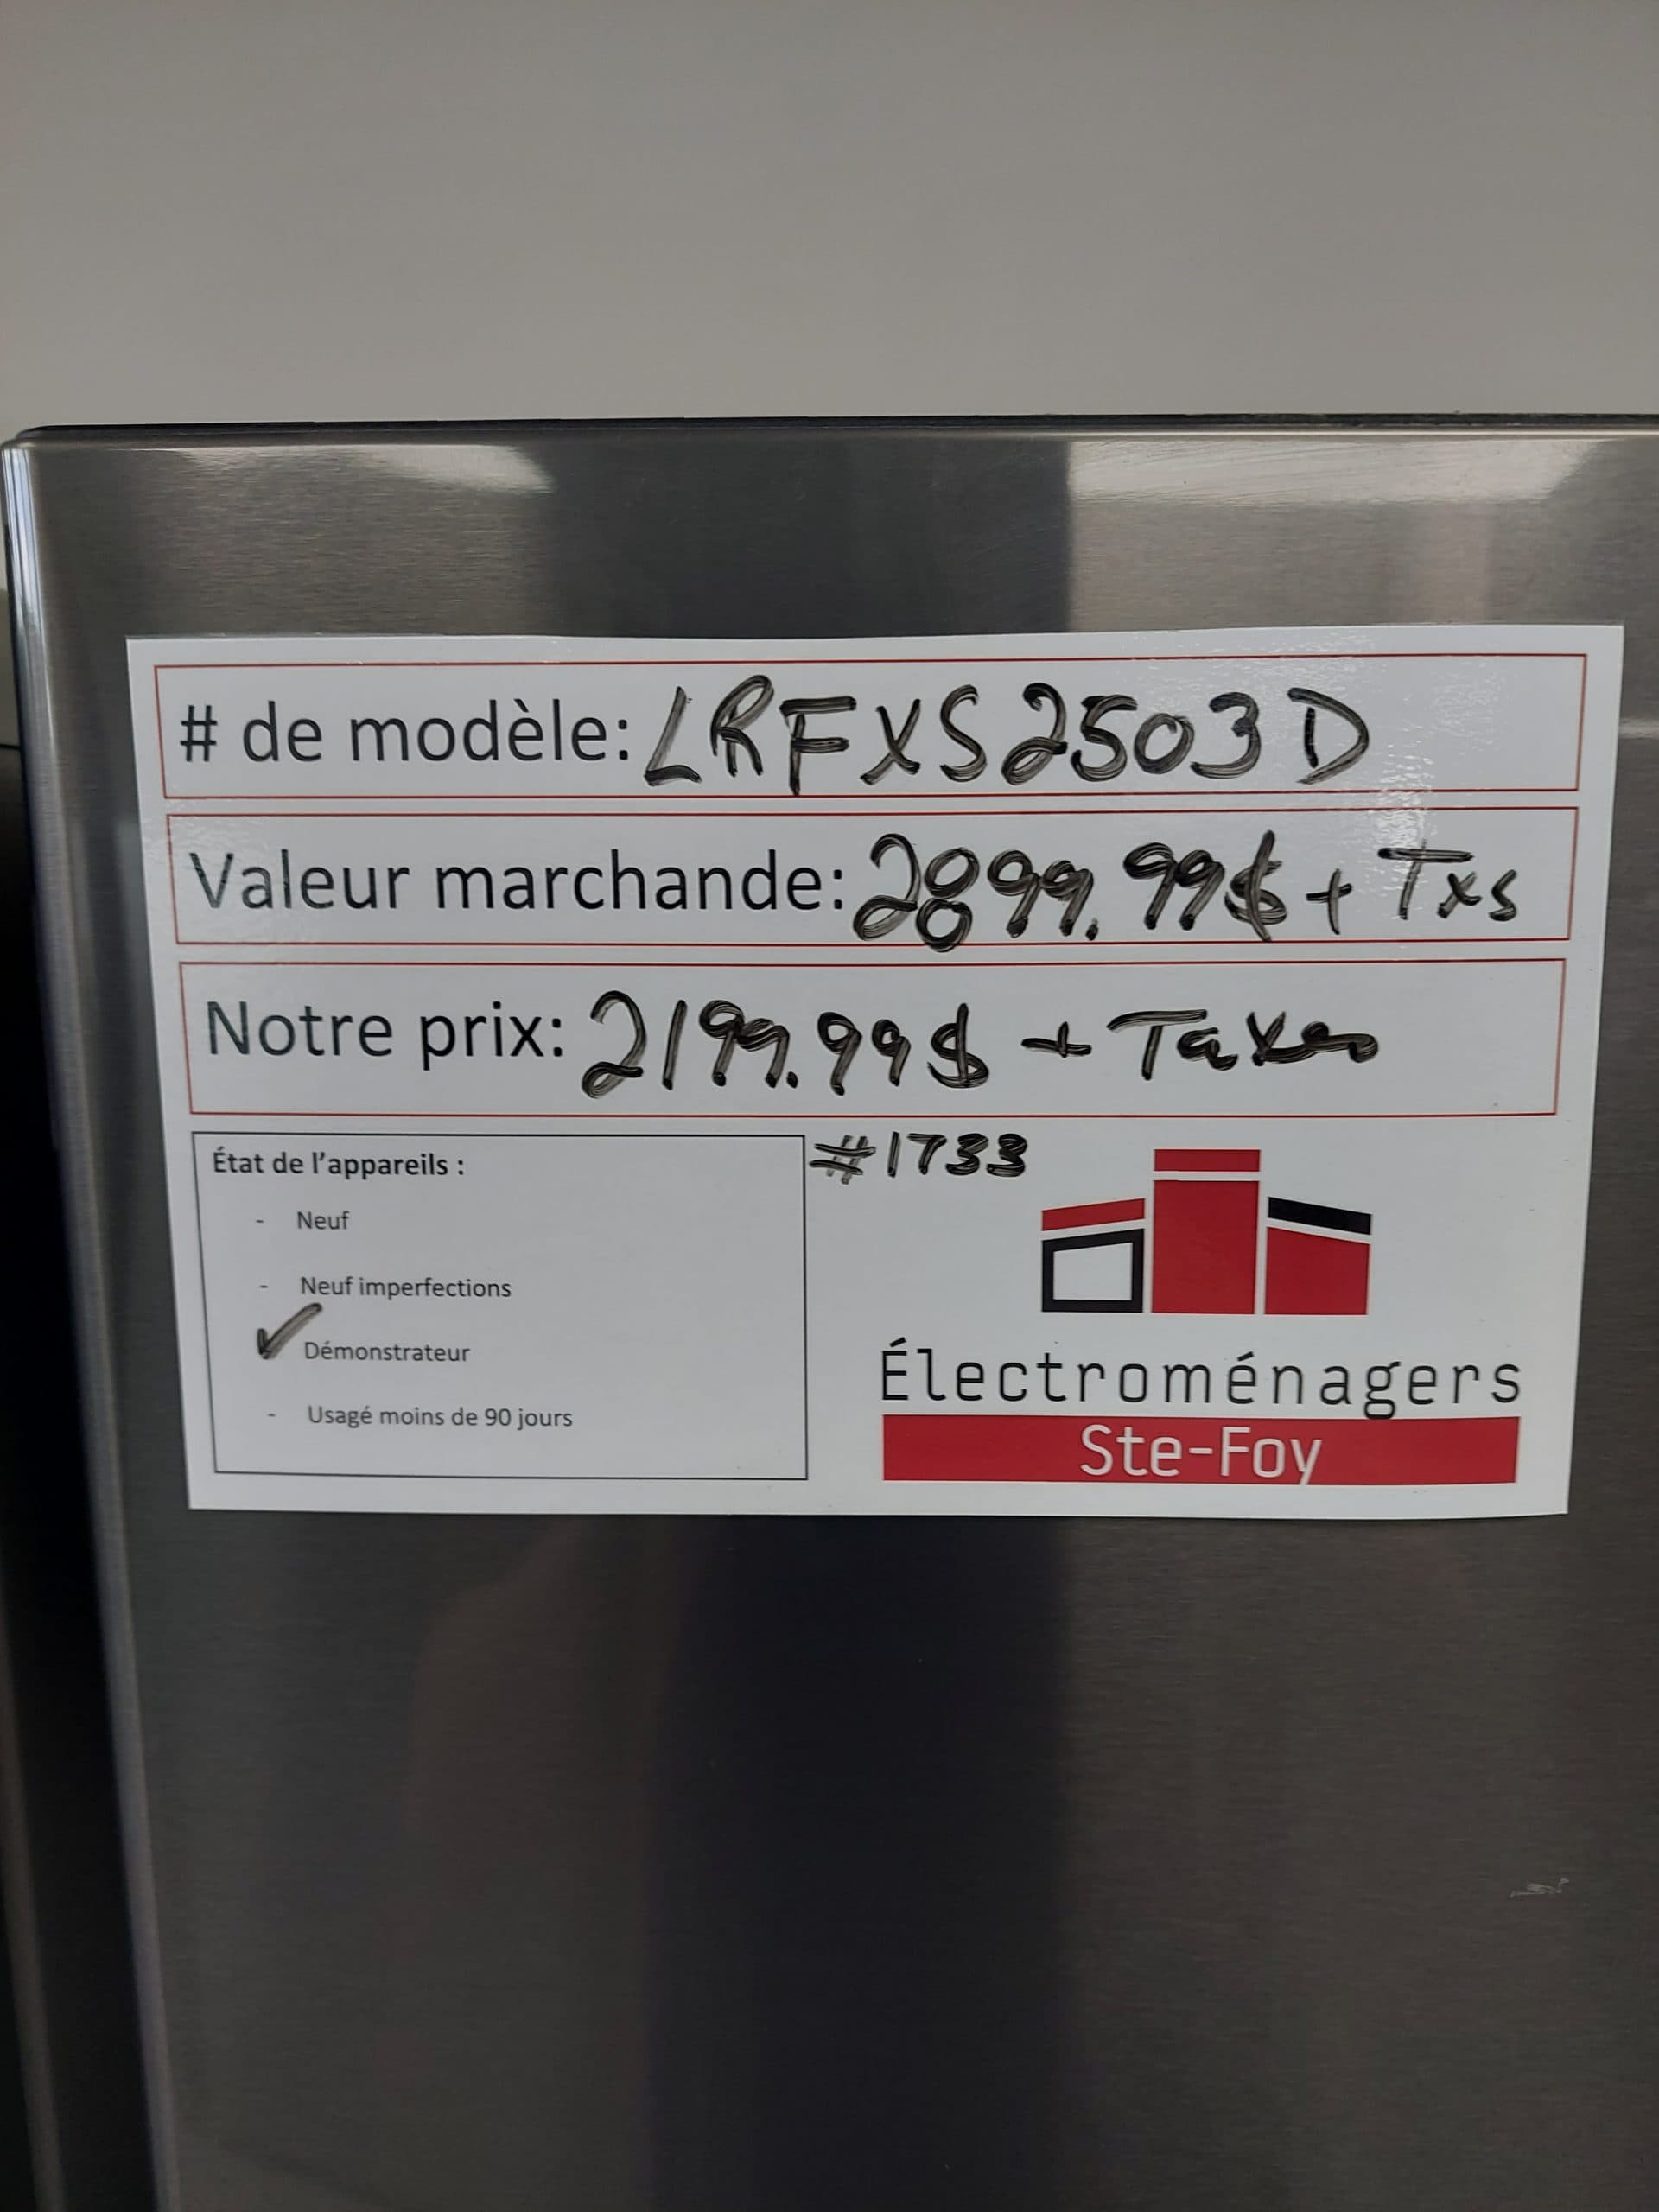 # de modèle: LRFXS2503D
Valeur marchande: 2899.99$ + Txs
Notre prix: 2199.99$ + Taxes
État de l'appareils :
- Neuf
- Neuf imperfections
✓ Démonstrateur
- Usagé moins de 90 jours
#1733
Électroménagers
Ste-Foy